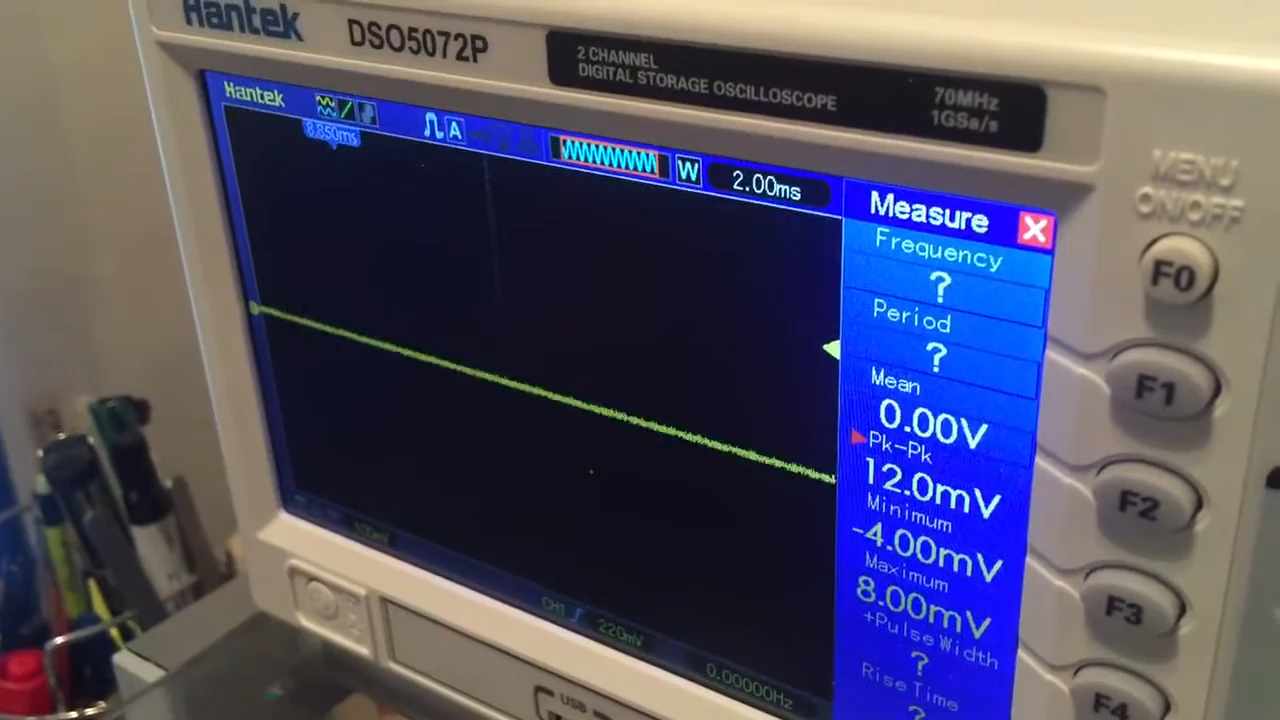 Hantek
DSO5072P
2 CHANNEL
DIGITAL STORAGE OSCILLOSCOPE
70MHz
1GSa/s
Hantek
8.850ms
A
W
2.00ms
Measure
X
Frequency
?
Period
?
Mean
0.00V
Pk-Pk
12.0mV
Minimum
-4.00mV
Maximum
8.00mV
+Pulse Width
?
Rise Time
?
CH1
220mV
0.00000Hz
MENU
ON/OFF
F0
F1
F2
F3
F4
USB